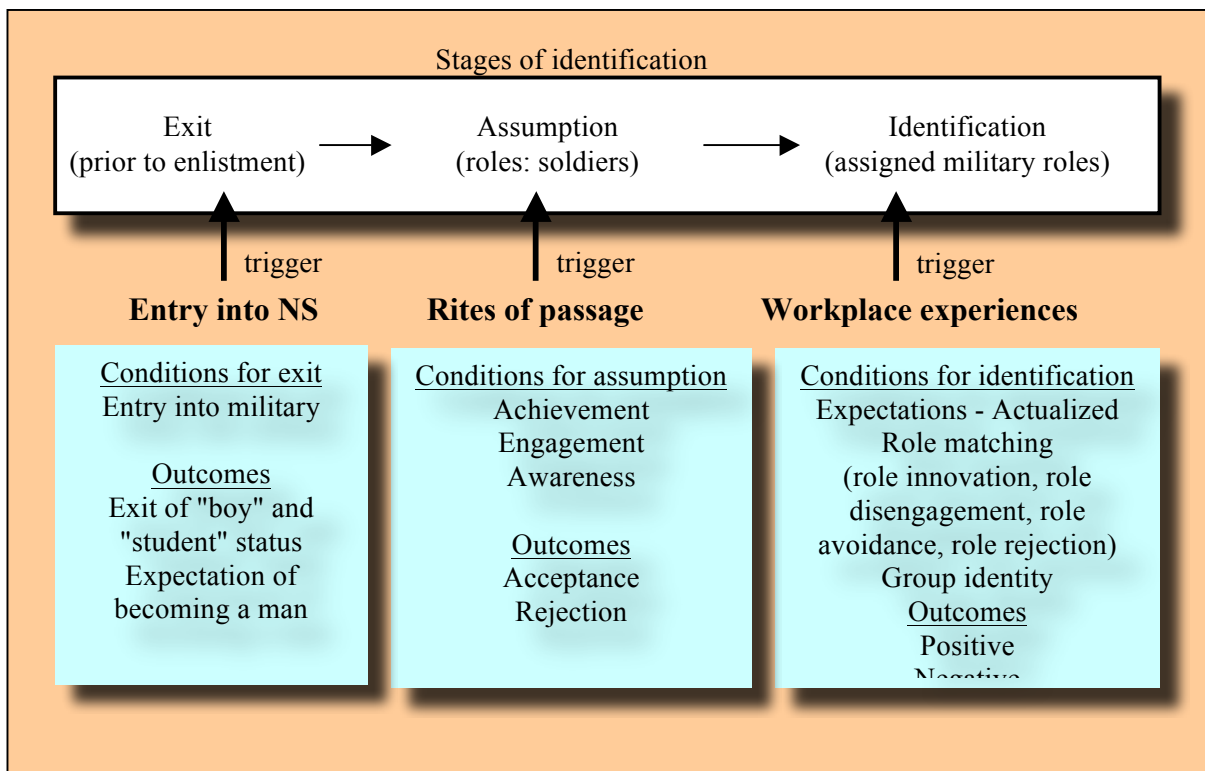 Stages of identification
Exit
(prior to enlistment)
Assumption
(roles: soldiers)
Identification
(assigned military roles)
trigger
trigger
trigger
Entry into NS
Rites of passage
Workplace experiences
Conditions for exit
Entry into military
Outcomes
Exit of "boy" and
"student" status
Expectation of
becoming a man
Conditions for assumption
Achievement
Engagement
Awareness
Outcomes
Acceptance
Rejection
Conditions for identification
Expectations - Actualized
Role matching
(role innovation, role
disengagement, role
avoidance, role rejection)
Group identity
Outcomes
Positive
Negative